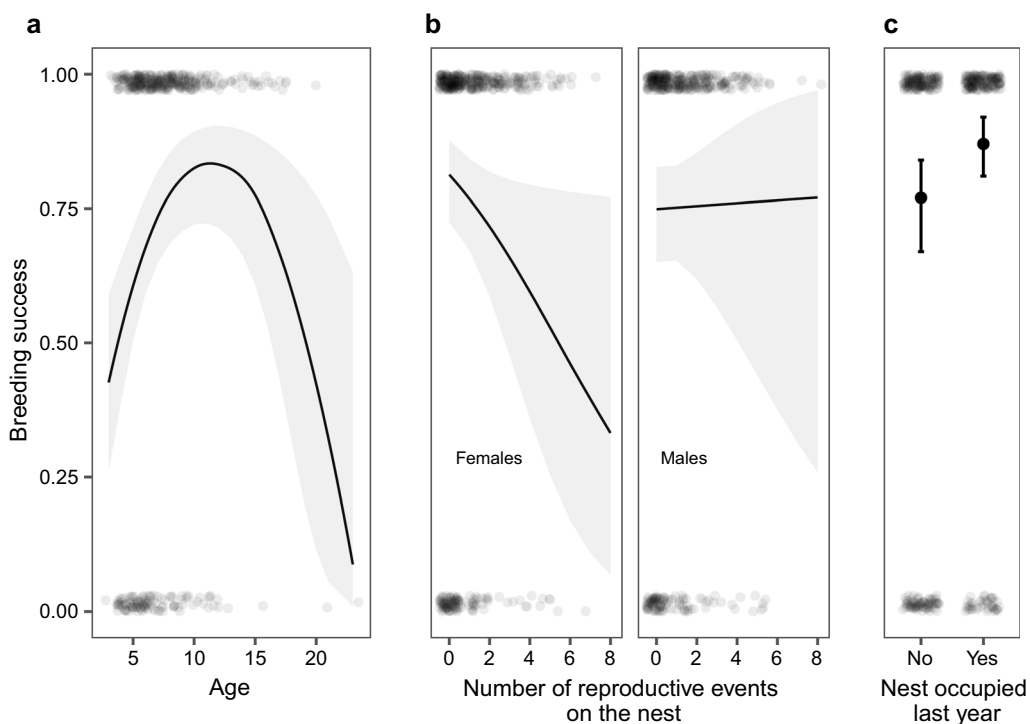 a
b
c
Breeding success
1.00
0.75
0.50
0.25
0.00
5 10 15 20
Age
Females
Males
0 2 4 6 8
0 2 4 6 8
Number of reproductive events
on the nest
No Yes
Nest occupied
last year